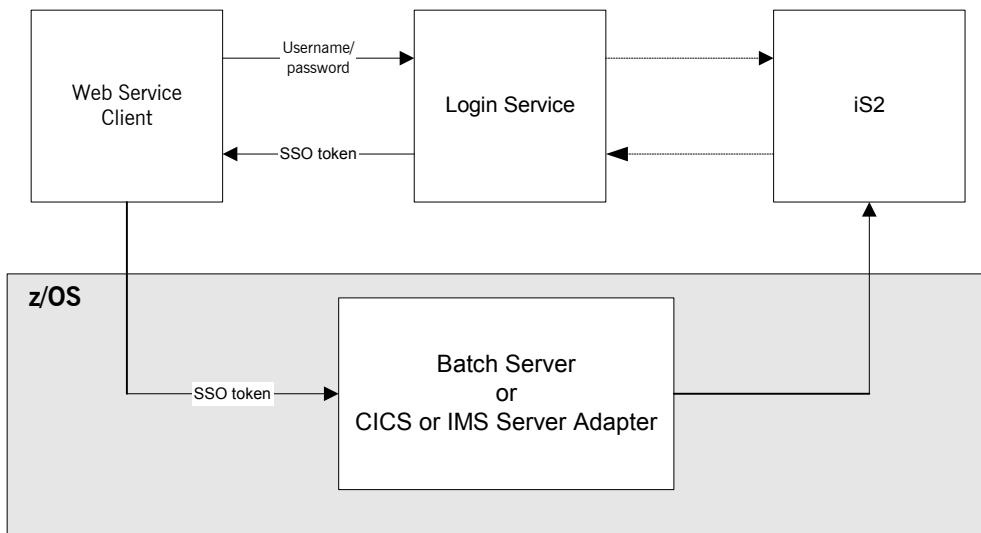 Username/
password
Web Service
Client
Login Service
iS2
SSO token
z/OS
Batch Server
or
CICS or IMS Server Adapter
SSO token